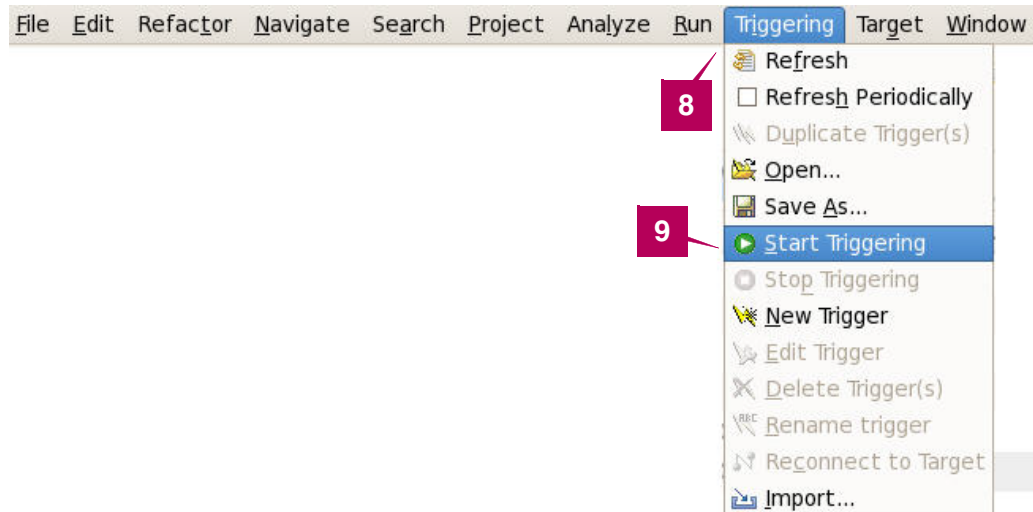 File Edit Refactor Navigate Search Project Analyze Run Triggering Target Window
Refresh
8
Refresh Periodically
Duplicate Trigger(s)
Open...
Save As...
9
Start Triggering
Stop Triggering
New Trigger
Edit Trigger
Delete Trigger(s)
ABC
Rename trigger
Reconnect to Target
Import...